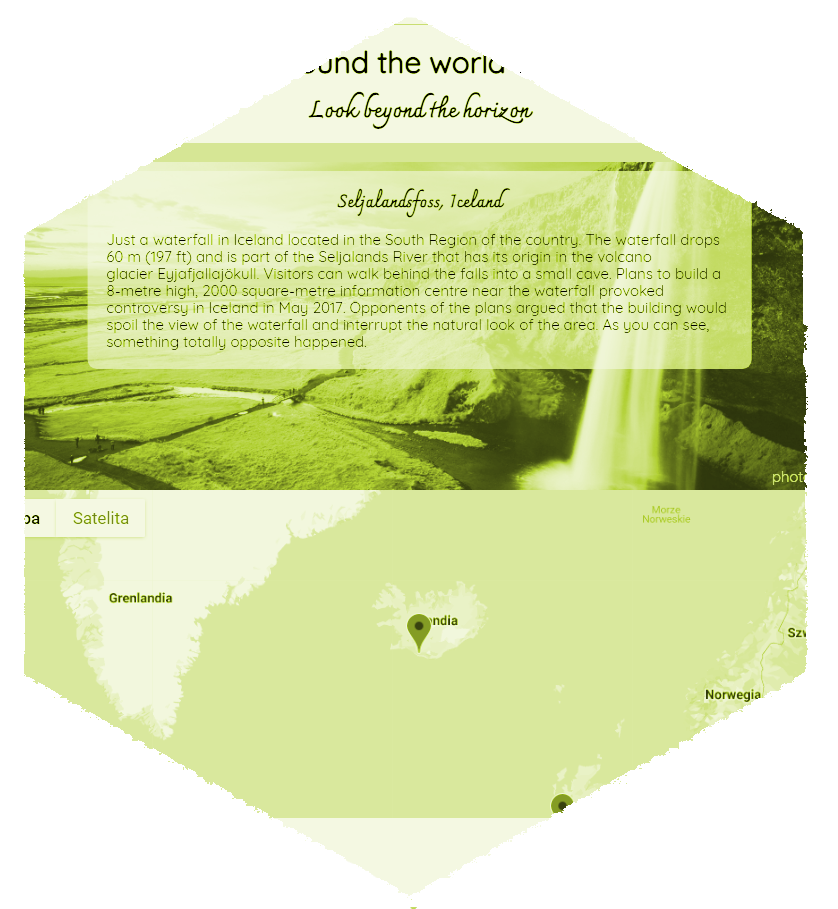 the world
Look beyond the horizon
Seljalandsfoss, Iceland
Just a waterfall in Iceland located in the South Region of the country. The waterfall drops
60 m (197 ft) and is part of the Seljalands River that has its origin in the volcano
glacier Eyjafjallajökull. Visitors can walk behind the falls into a small cave. Plans to build a
8-metre high, 2000 square-metre information centre near the waterfall provoked
controversy in Iceland in May 2017. Opponents of the plans argued that the building would
spoil the view of the waterfall and interrupt the natural look of the area. As you can see,
something totally opposite happened.
Satelita
Morze
Norweskie
Grenlandia
Norwegia